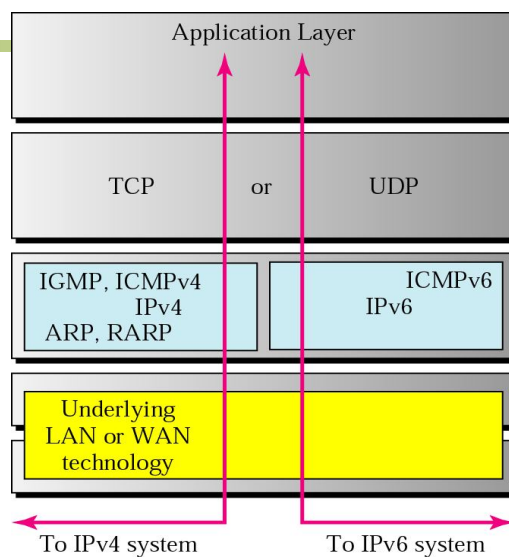 Application Layer
TCP or UDP
IGMP, ICMPv4
IPv4
ARP, RARP
ICMPv6
IPv6
Underlying
LAN or WAN
technology
To IPv4 system
To IPv6 system